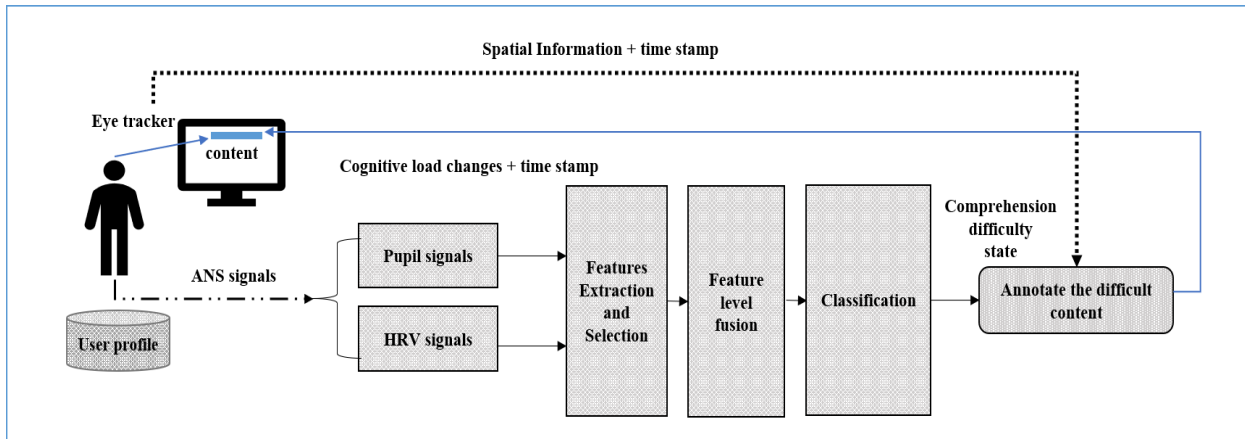 Spatial Information + time stamp
Eye tracker
content
Cognitive load changes + time stamp
ANS signals
User profile
Pupil signals
HRV signals
Features
Extraction
and
Selection
Feature
level
fusion
Classification
Comprehension
difficulty
state
Annotate the difficult
content